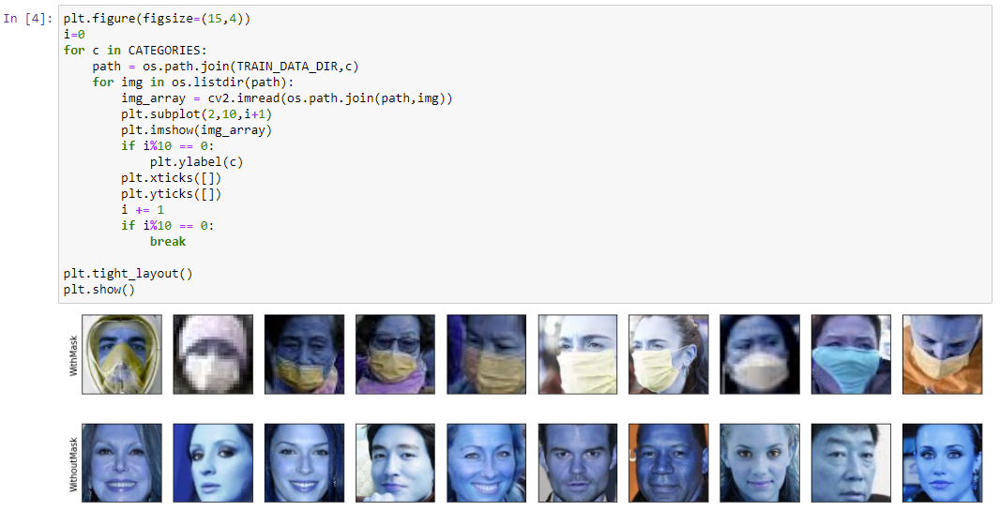 In [4]: plt.figure(figsize=(15,4))
i=0
for c in CATEGORIES:
    path = os.path.join(TRAIN_DATA_DIR,c)
    for img in os.listdir(path):
        img_array = cv2.imread(os.path.join(path,img))
        plt.subplot(2,10,i+1)
        plt.imshow(img_array)
        if i%10 == 0:
            plt.ylabel(c)
        plt.xticks([])
        plt.yticks([])
        i += 1
        if i%10 == 0:
            break
plt.tight_layout()
plt.show()
WithMask
WithoutMask